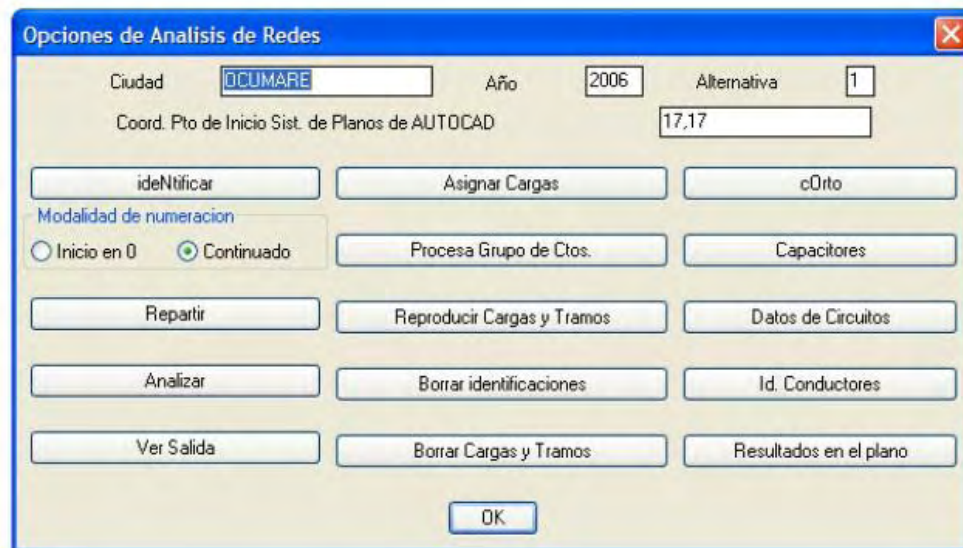 Opciones de Analisis de Redes
Ciudad OCUMARE Año 2006 Alternativa 1
Coord. Pto de Inicio Sist. de Planos de AUTOCAD 17,17
ideNtificar Asignar Cargas cOrto
Modalidad de numeracion
Inicio en 0 Continuado Procesa Grupo de Ctos. Capacitores
Repartir Reproducir Cargas y Tramos Datos de Circuitos
Analizar Borrar identificaciones Id. Conductores
Ver Salida Borrar Cargas y Tramos Resultados en el plano
OK